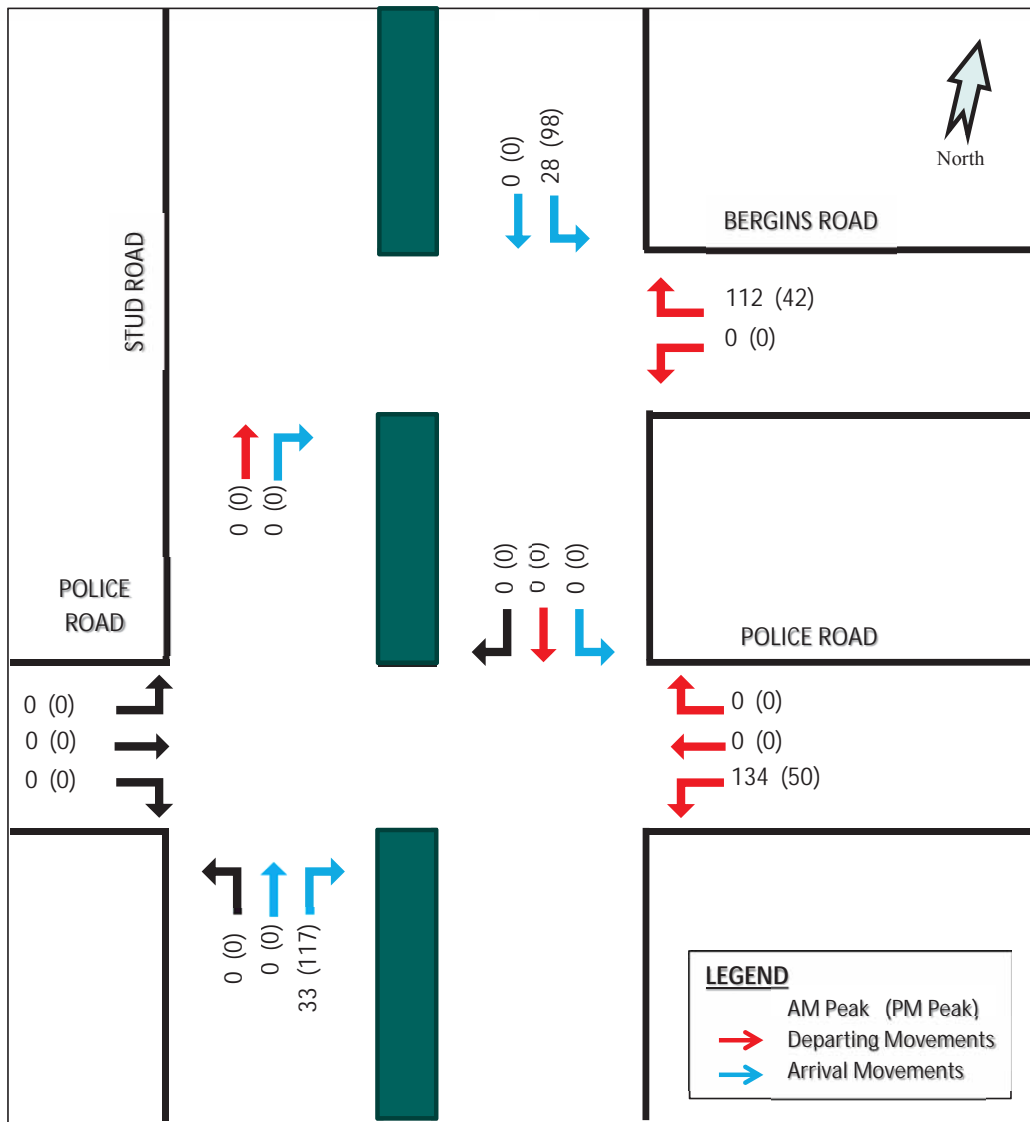 0 (0)
28 (98)
North
BERGINS ROAD
STUD ROAD
112 (42)
0 (0)
0 (0)
0 (0)
0 (0)
0 (0)
0 (0)
POLICE
ROAD
POLICE ROAD
0 (0)
0 (0)
0 (0)
0 (0)
0 (0)
134 (50)
0 (0)
0 (0)
33 (117)
LEGEND
AM Peak (PM Peak)
Departing Movements
Arrival Movements